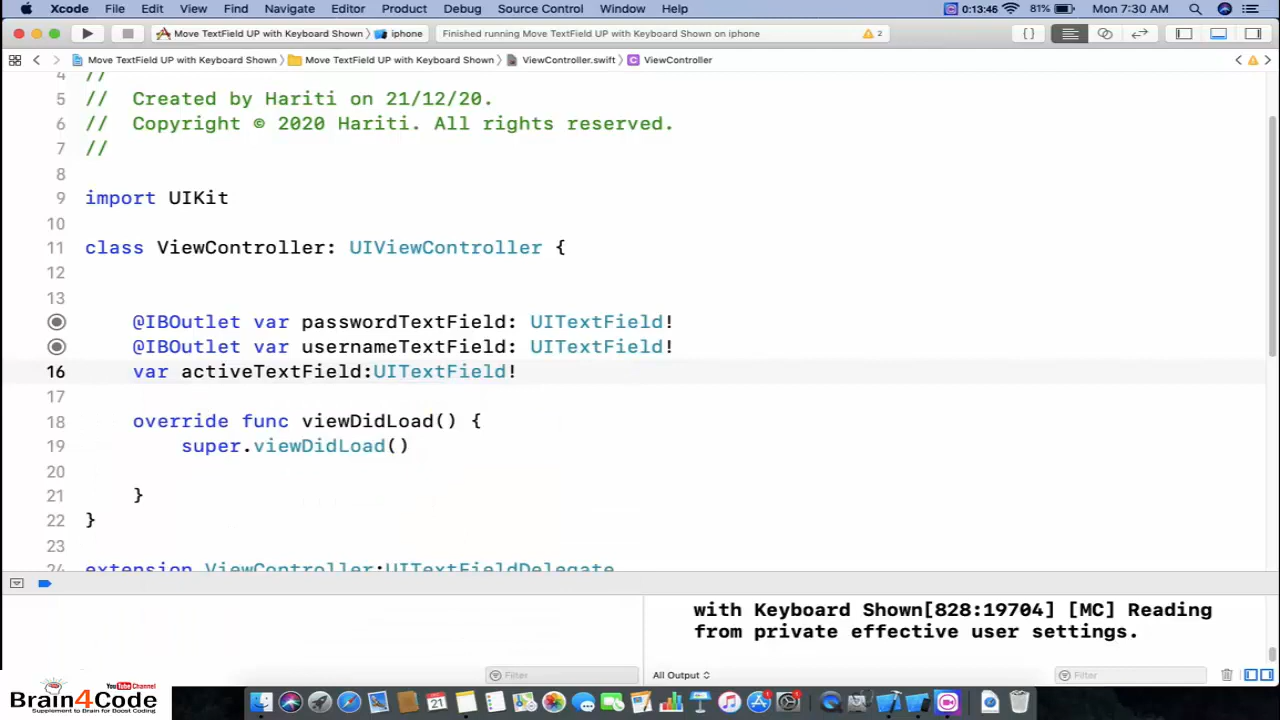 Xcode File Edit View Find Navigate Editor Product Debug Source Control Window Help 0:13:46 81% Mon 7:30 AM
Move TextField UP with Keyboard Shown iphone Finished running Move TextField UP with Keyboard Shown on iphone 2
Move TextField UP with Keyboard Shown Move TextField UP with Keyboard Shown ViewController.swift C ViewController
4 //
5 // Created by Hariti on 21/12/20.
6 // Copyright © 2020 Hariti. All rights reserved.
7 //
8
9 import UIKit
10
11 class ViewController: UIViewController {
12
13
@IBOutlet var passwordTextField: UITextField!
@IBOutlet var usernameTextField: UITextField!
16 var activeTextField:UITextField!
17
18 override func viewDidLoad() {
19 super.viewDidLoad()
20
21 }
22 }
23
24 extension ViewController:UITextFieldDelegate
with Keyboard Shown[828:19704] [MC] Reading
from private effective user settings.
Filter All Output Filter
YouTube Channel
Brain4Code
Supplement to Brain for Boost Coding